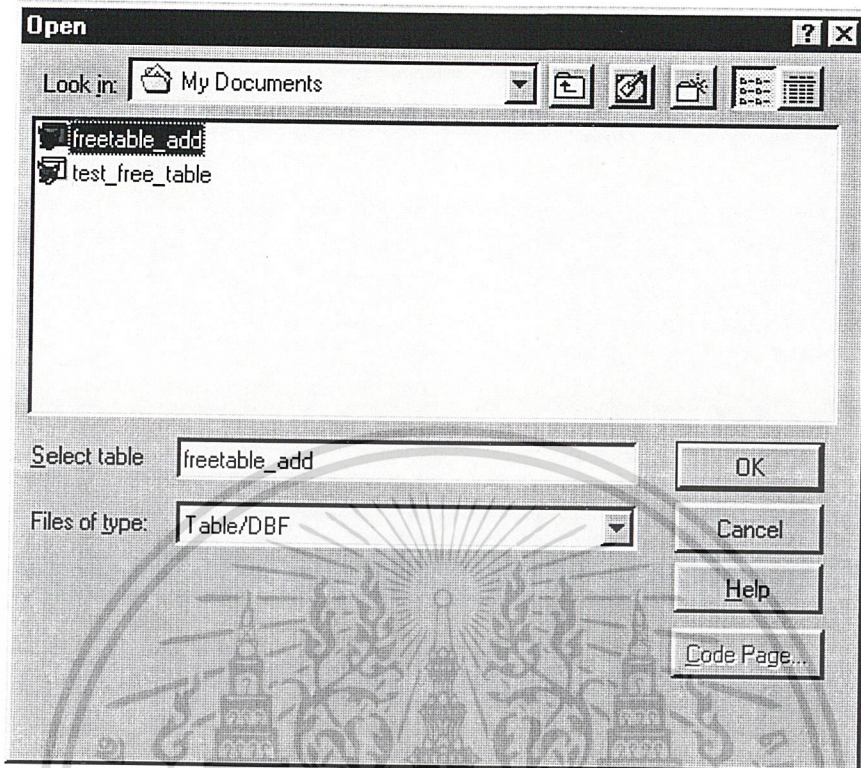 Open
Look in: My Documents
freetable_add
test_free_table
Select table freetable_add OK
Files of type: Table/DBF Cancel
Help
Code Page...